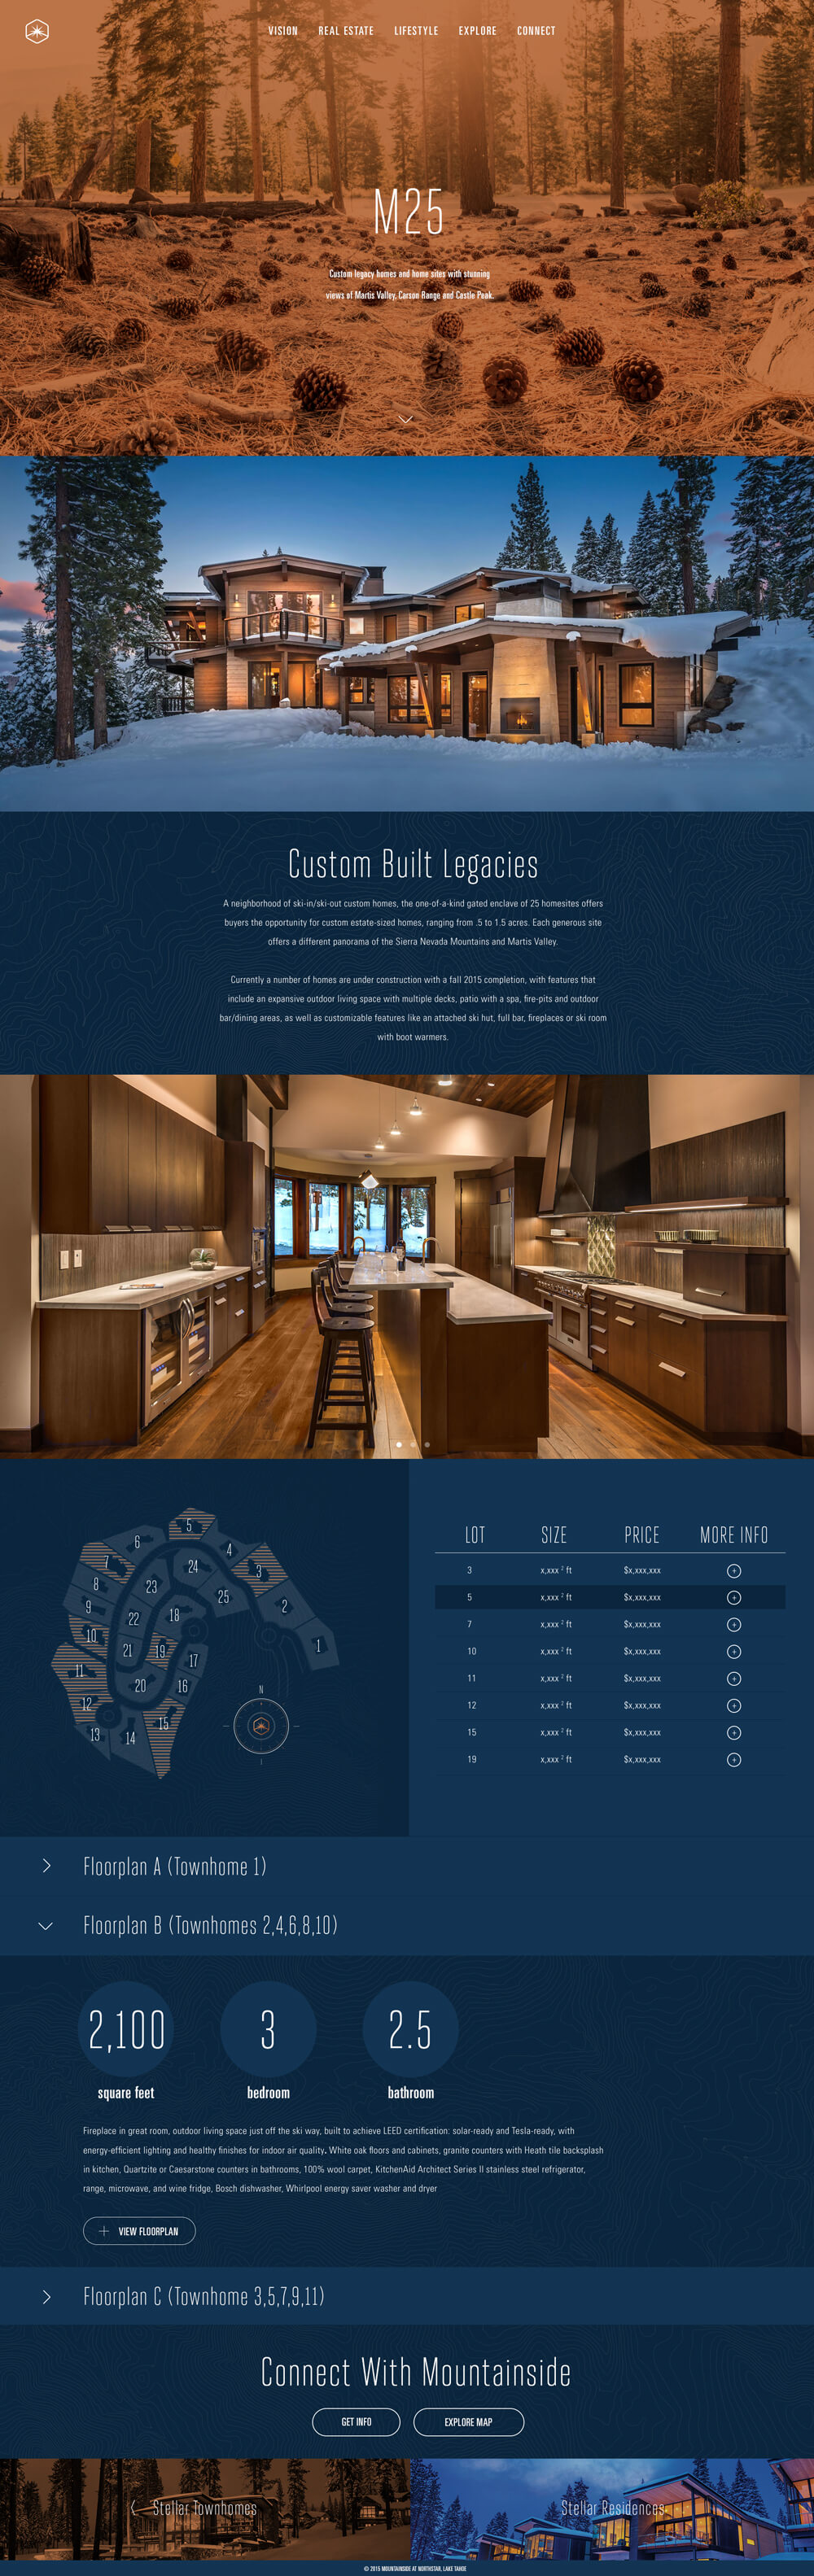 VISION REAL ESTATE LIFESTYLE EXPLORE CONNECT
M25
Custom legacy homes and home sites with stunning
views of Martis Valley, Carson Range and Castle Peak.
Custom Built Legacies
A neighborhood of ski-in/ski-out custom homes, the one-of-a-kind gated enclave of 25 homesites offers
buyers the opportunity for custom estate-sized homes, ranging from .5 to 1.5 acres. Each generous site
offers a different panorama of the Sierra Nevada Mountains and Martis Valley.
Currently a number of homes are under construction with a fall 2015 completion, with features that
include an expansive outdoor living space with multiple decks, patio with a spa, fire-pits and outdoor
bar/dining areas, as well as customizable features like an attached ski hut, full bar, fireplaces or ski room
with boot warmers.
5
6
4
7
24
3
8
23
25
9
2
22
18
10
1
21
19
17
11
20
16
N
12
15
13
14
LOT SIZE PRICE MORE INFO
3 x,xxx ² ft $x,xxx,xxx +
5 x,xxx ² ft $x,xxx,xxx +
7 x,xxx ² ft $x,xxx,xxx +
10 x,xxx ² ft $x,xxx,xxx +
11 x,xxx ² ft $x,xxx,xxx +
12 x,xxx ² ft $x,xxx,xxx +
15 x,xxx ² ft $x,xxx,xxx +
19 x,xxx ² ft $x,xxx,xxx +
Floorplan A (Townhome 1)
Floorplan B (Townhomes 2,4,6,8,10)
2,100 3 2.5
square feet bedroom bathroom
Fireplace in great room, outdoor living space just off the ski way, built to achieve LEED certification: solar-ready and Tesla-ready, with
energy-efficient lighting and healthy finishes for indoor air quality. White oak floors and cabinets, granite counters with Heath tile backsplash
in kitchen, Quartzite or Caesarstone counters in bathrooms, 100% wool carpet, KitchenAid Architect Series II stainless steel refrigerator,
range, microwave, and wine fridge, Bosch dishwasher, Whirlpool energy saver washer and dryer
+ VIEW FLOORPLAN
Floorplan C (Townhome 3,5,7,9,11)
Connect With Mountainside
GET INFO EXPLORE MAP
Stellar Townhomes Stellar Residences
© 2015 MOUNTAINSIDE AT NORTHSTAR, LAKE TAHOE